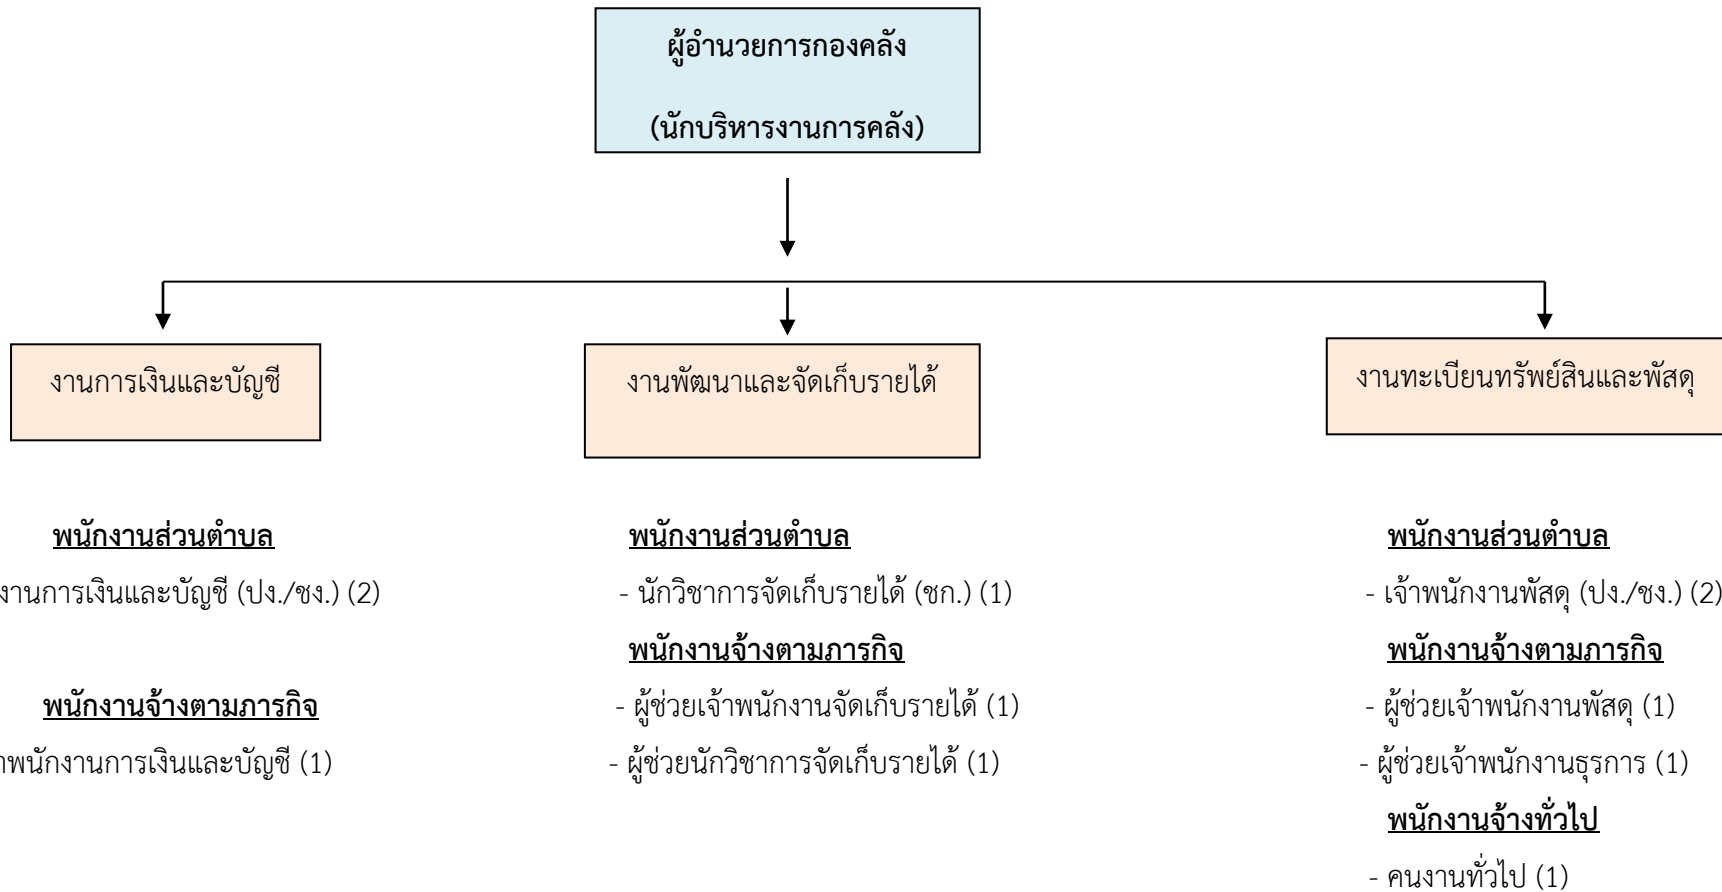 ผู้อำนวยการกองคลัง
(นักบริหารงานการคลัง)
งานการเงินและบัญชี
พนักงานส่วนตำบล
งานการเงินและบัญชี (ปง./ชง.) (2)
พนักงานจ้างตามภารกิจ
พนักงานการเงินและบัญชี (1)
งานพัฒนาและจัดเก็บรายได้
พนักงานส่วนตำบล
- นักวิชาการจัดเก็บรายได้ (ชก.) (1)
พนักงานจ้างตามภารกิจ
- ผู้ช่วยเจ้าพนักงานจัดเก็บรายได้ (1)
- ผู้ช่วยนักวิชาการจัดเก็บรายได้ (1)
งานทะเบียนทรัพย์สินและพัสดุ
พนักงานส่วนตำบล
- เจ้าพนักงานพัสดุ (ปง./ชง.) (2)
พนักงานจ้างตามภารกิจ
- ผู้ช่วยเจ้าพนักงานพัสดุ (1)
- ผู้ช่วยเจ้าพนักงานธุรการ (1)
พนักงานจ้างทั่วไป
- คนงานทั่วไป (1)